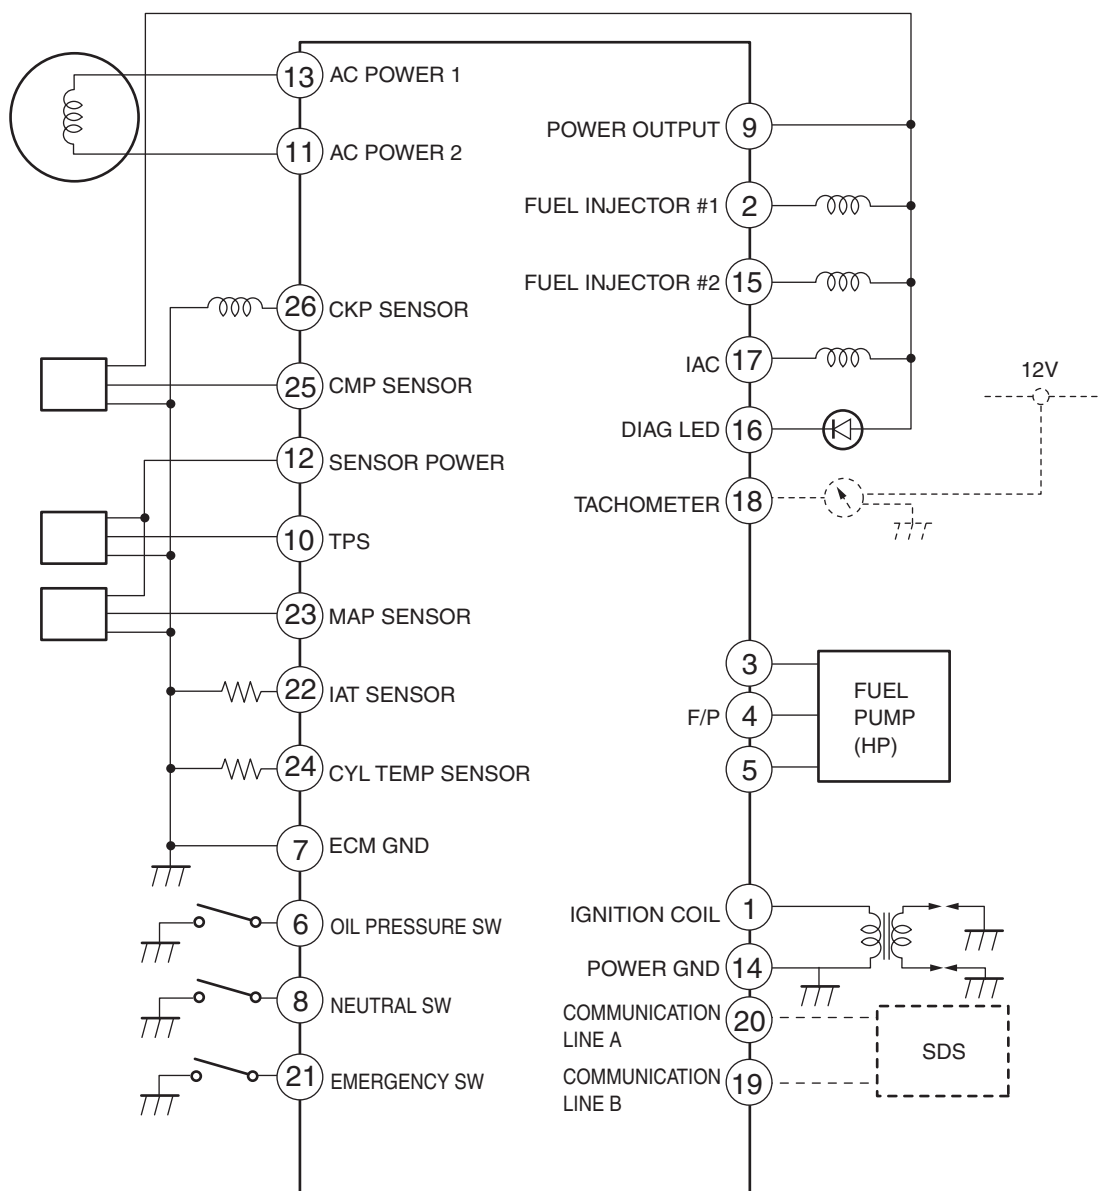 13 AC POWER 1
11 AC POWER 2
26 CKP SENSOR
25 CMP SENSOR
12 SENSOR POWER
10 TPS
23 MAP SENSOR
22 IAT SENSOR
24 CYL TEMP SENSOR
7 ECM GND
6 OIL PRESSURE SW
8 NEUTRAL SW
21 EMERGENCY SW
POWER OUTPUT 9
FUEL INJECTOR #1 2
FUEL INJECTOR #2 15
IAC 17
12V
DIAG LED 16
TACHOMETER 18
3
F/P 4
5
FUEL
PUMP
(HP)
IGNITION COIL 1
POWER GND 14
COMMUNICATION
LINE A
20
COMMUNICATION
LINE B
19
SDS